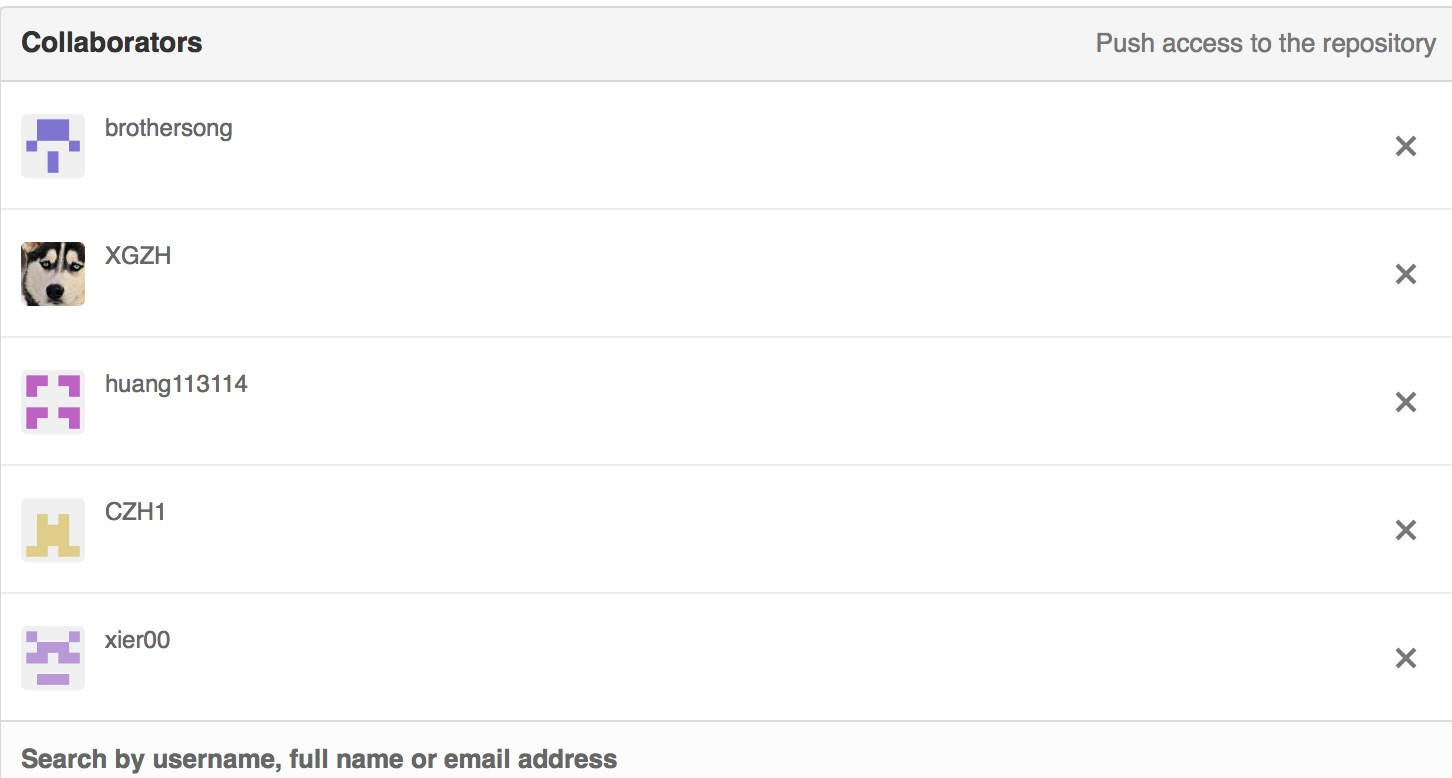 Collaborators
Push access to the repository
brothersong
XGZH
huang113114
CZH1
xier00
Search by username, full name or email address